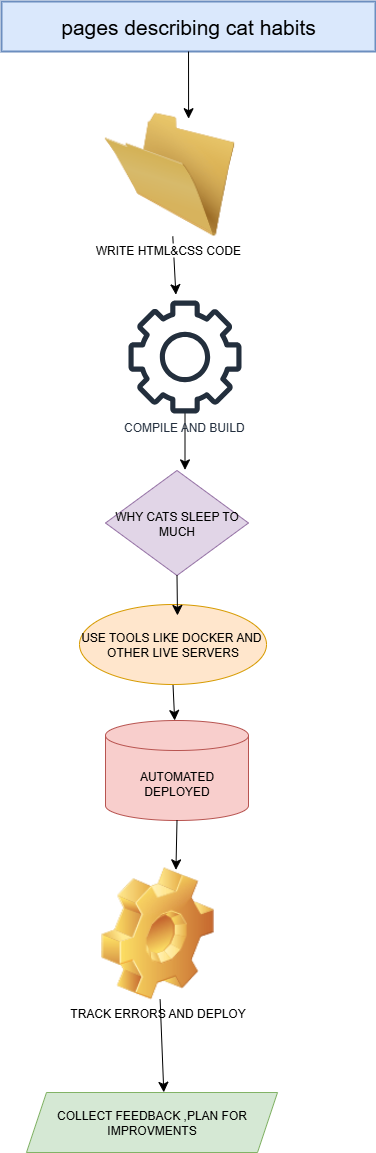 pages describing cat habits
WRITE HTML&CSS CODE
COMPILE AND BUILD
WHY CATS SLEEP TO
MUCH
USE TOOLS LIKE DOCKER AND
OTHER LIVE SERVERS
AUTOMATED
DEPLOYED
TRACK ERRORS AND DEPLOY
COLLECT FEEDBACK ,PLAN FOR
IMPROVMENTS